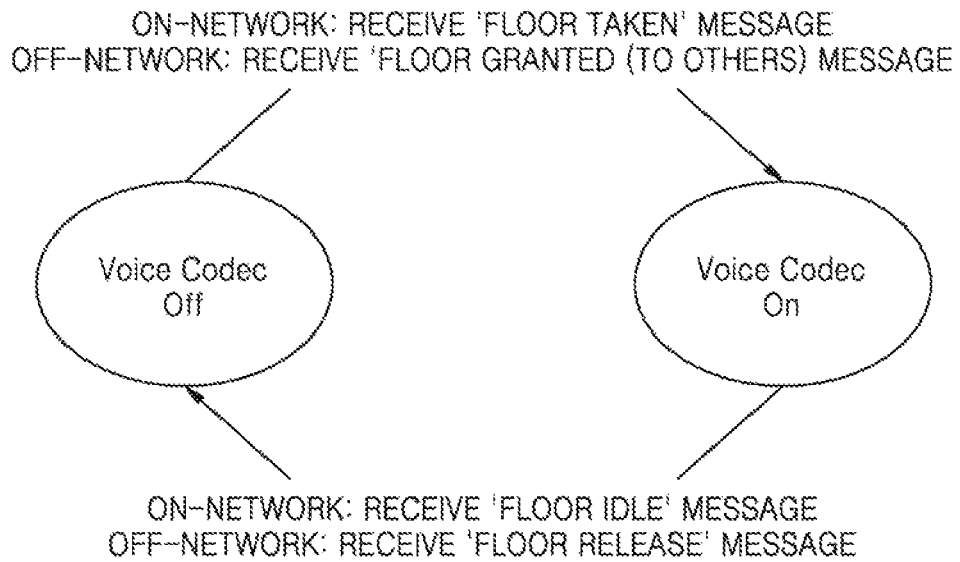 ON-NETWORK: RECEIVE 'FLOOR TAKEN' MESSAGE
OFF-NETWORK: RECEIVE 'FLOOR GRANTED (TO OTHERS) MESSAGE
Voice Codec
Off
Voice Codec
On
ON-NETWORK: RECEIVE 'FLOOR IDLE' MESSAGE
OFF-NETWORK: RECEIVE 'FLOOR RELEASE' MESSAGE